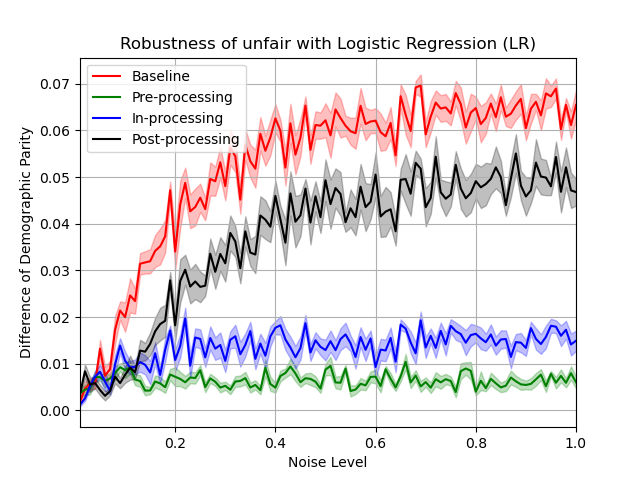 Robustness of unfair with Logistic Regression (LR)
Baseline
Pre-processing
In-processing
Post-processing
Difference of Demographic Parity
0.07
0.06
0.05
0.04
0.03
0.02
0.01
0.00
0.2 0.4 0.6 0.8 1.0
Noise Level